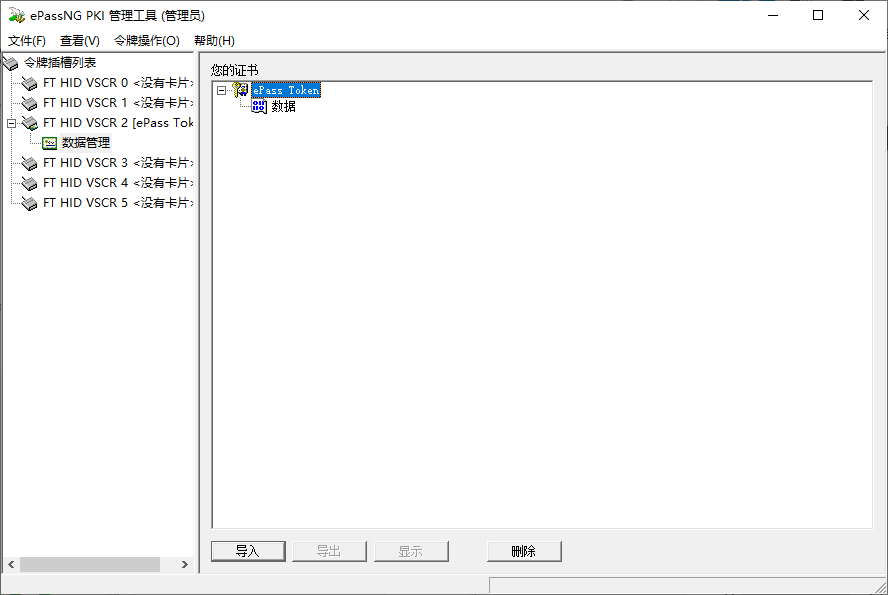 ePassNG PKI 管理工具 (管理员)
文件(F) 查看(V) 令牌操作(O) 帮助(H)
令牌插槽列表
FT HID VSCR 0 <没有卡片>
FT HID VSCR 1 <没有卡片>
FT HID VSCR 2 [ePass Tok
数据管理
FT HID VSCR 3 <没有卡片>
FT HID VSCR 4 <没有卡片>
FT HID VSCR 5 <没有卡片>
您的证书
ePass Token
数据
导入 导出 显示 删除